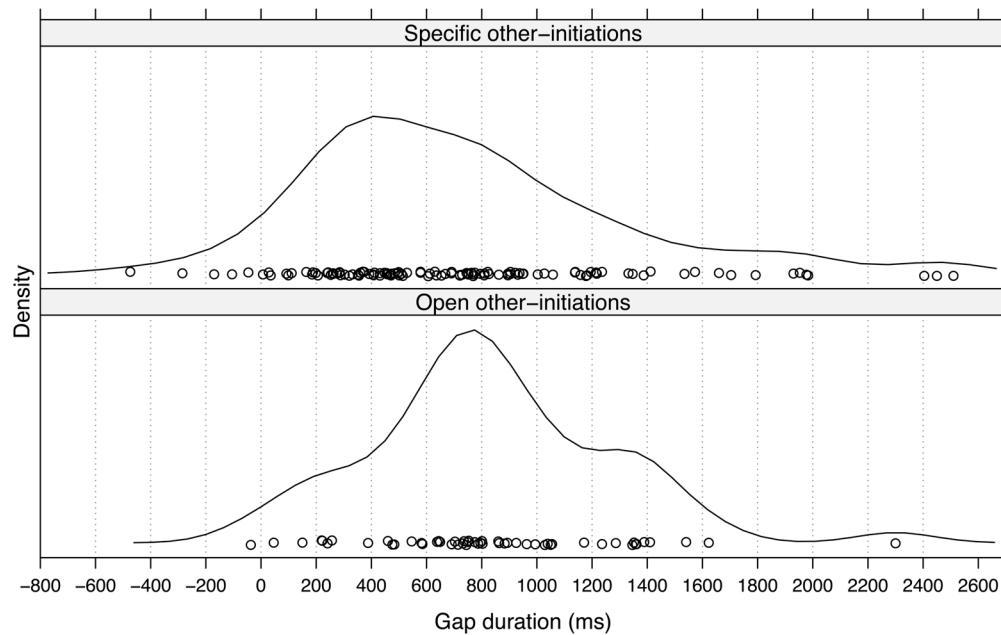 Specific other−initiations
Open other−initiations
Density
−800 −600 −400 −200 0 200 400 600 800 1000 1200 1400 1600 1800 2000 2200 2400 2600
Gap duration (ms)